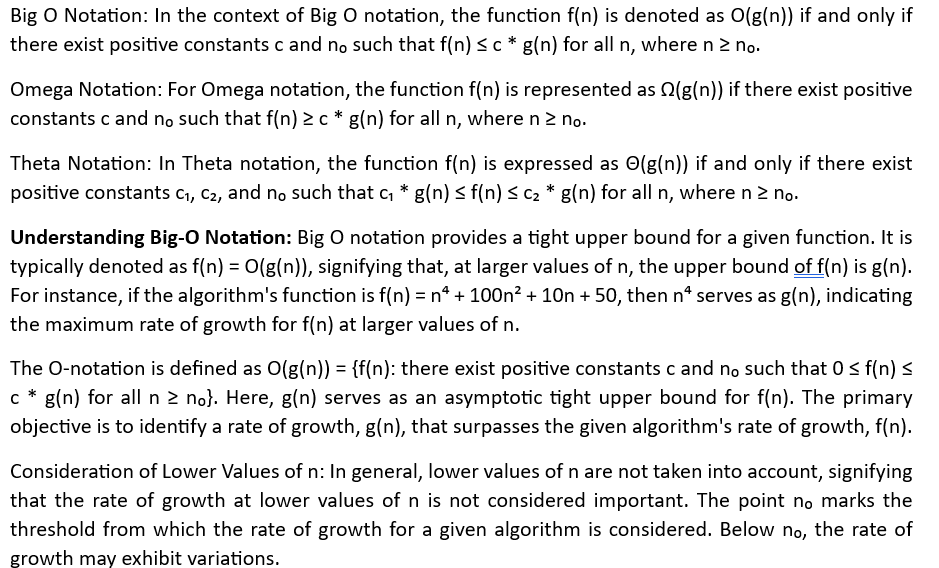 Big O Notation: In the context of Big O notation, the function f(n) is denoted as O(g(n)) if and only if
there exist positive constants c and n₀ such that f(n) ≤ c * g(n) for all n, where n ≥ n₀.
Omega Notation: For Omega notation, the function f(n) is represented as Ω(g(n)) if there exist positive
constants c and n₀ such that f(n) ≥ c * g(n) for all n, where n ≥ n₀.
Theta Notation: In Theta notation, the function f(n) is expressed as Θ(g(n)) if and only if there exist
positive constants c₁, c₂, and n₀ such that c₁ * g(n) ≤ f(n) ≤ c₂ * g(n) for all n, where n ≥ n₀.
Understanding Big-O Notation: Big O notation provides a tight upper bound for a given function. It is
typically denoted as f(n) = O(g(n)), signifying that, at larger values of n, the upper bound of f(n) is g(n).
For instance, if the algorithm's function is f(n) = n⁴ + 100n² + 10n + 50, then n⁴ serves as g(n), indicating
the maximum rate of growth for f(n) at larger values of n.
The O-notation is defined as O(g(n)) = {f(n): there exist positive constants c and n₀ such that 0 ≤ f(n) ≤
c * g(n) for all n ≥ n₀}. Here, g(n) serves as an asymptotic tight upper bound for f(n). The primary
objective is to identify a rate of growth, g(n), that surpasses the given algorithm's rate of growth, f(n).
Consideration of Lower Values of n: In general, lower values of n are not taken into account, signifying
that the rate of growth at lower values of n is not considered important. The point n₀ marks the
threshold from which the rate of growth for a given algorithm is considered. Below n₀, the rate of
growth may exhibit variations.